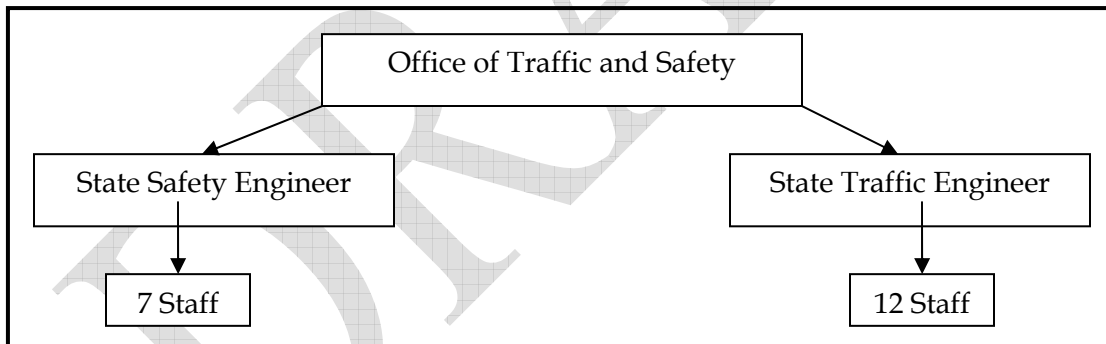 Office of Traffic and Safety
State Safety Engineer
State Traffic Engineer
7 Staff
12 Staff